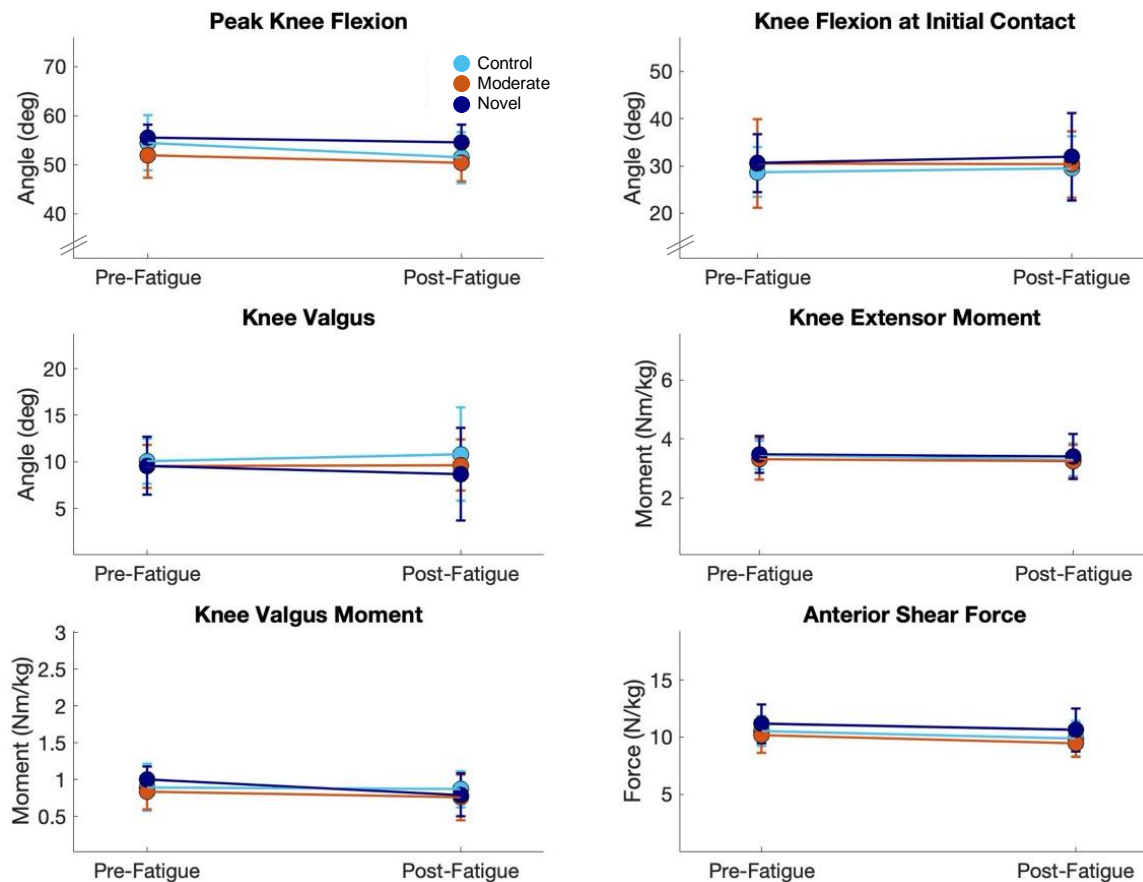 Peak Knee Flexion
Angle (deg)
70
60
50
40
Control
Moderate
Novel
Pre-Fatigue
Post-Fatigue
Knee Flexion at Initial Contact
Angle (deg)
50
40
30
20
Pre-Fatigue
Post-Fatigue
Knee Valgus
Angle (deg)
20
15
10
5
Pre-Fatigue
Post-Fatigue
Knee Extensor Moment
Moment (Nm/kg)
6
4
2
Pre-Fatigue
Post-Fatigue
Knee Valgus Moment
Moment (Nm/kg)
3
2.5
2
1.5
1
0.5
Pre-Fatigue
Post-Fatigue
Anterior Shear Force
Force (N/kg)
15
10
5
Pre-Fatigue
Post-Fatigue